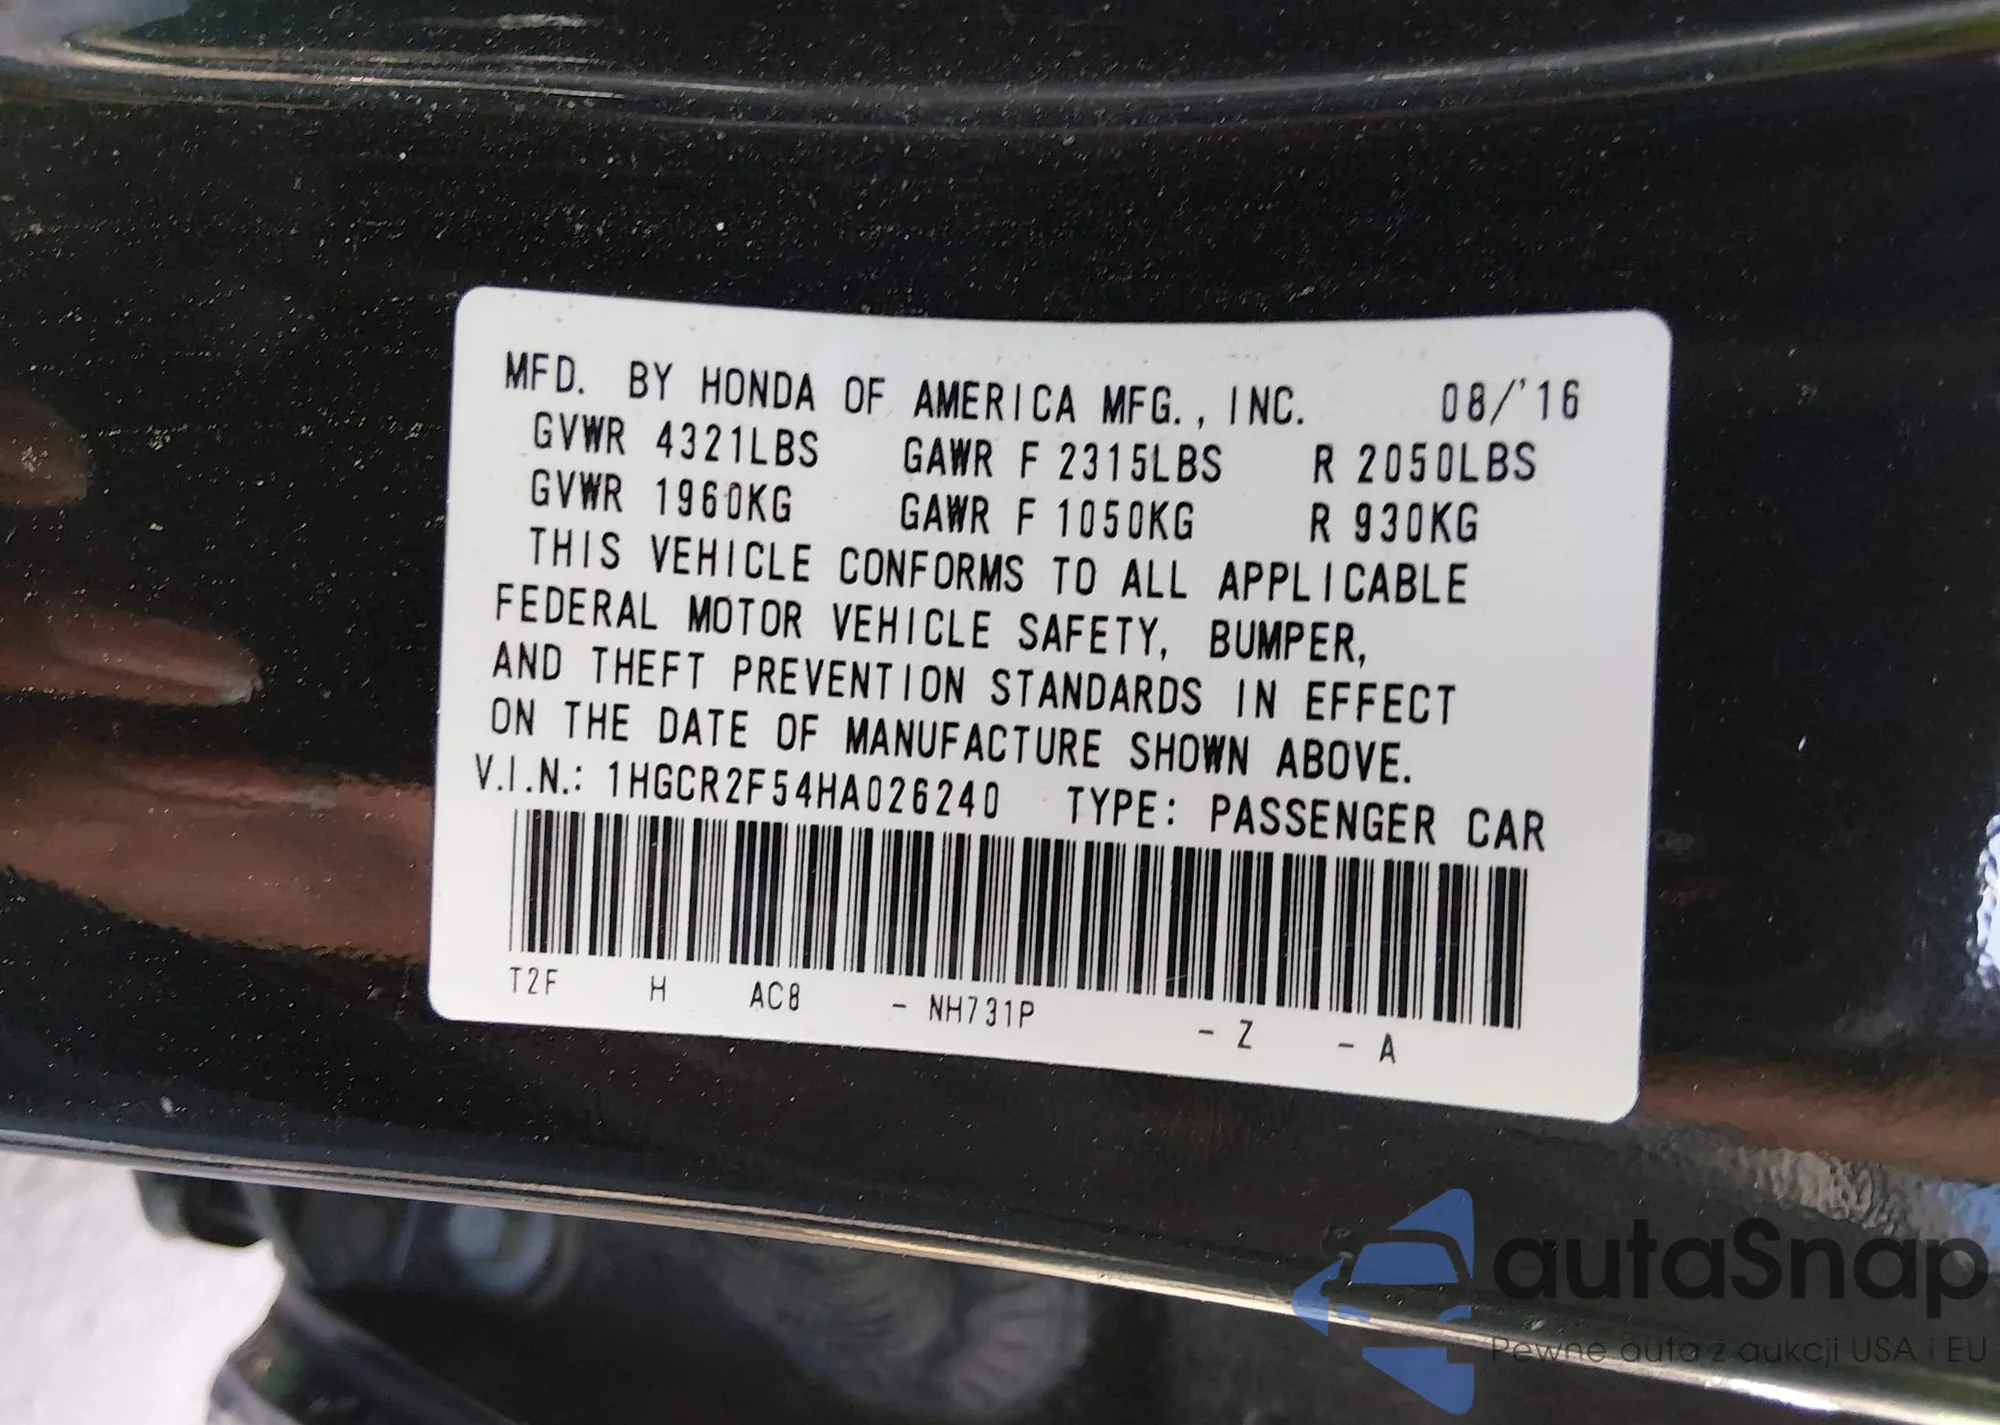 MFD. BY HONDA OF AMERICA MFG., INC. 08/'16
GVWR 4321LBS GAWR F 2315LBS R 2050LBS
GVWR 1960KG GAWR F 1050KG R 930KG
THIS VEHICLE CONFORMS TO ALL APPLICABLE
FEDERAL MOTOR VEHICLE SAFETY, BUMPER,
AND THEFT PREVENTION STANDARDS IN EFFECT
ON THE DATE OF MANUFACTURE SHOWN ABOVE.
V.I.N.: 1HGCR2F54HA026240 TYPE: PASSENGER CAR
T2F H AC8 - NH731P - Z - A
autaSnap
Pewne auta z aukcji USA i EU